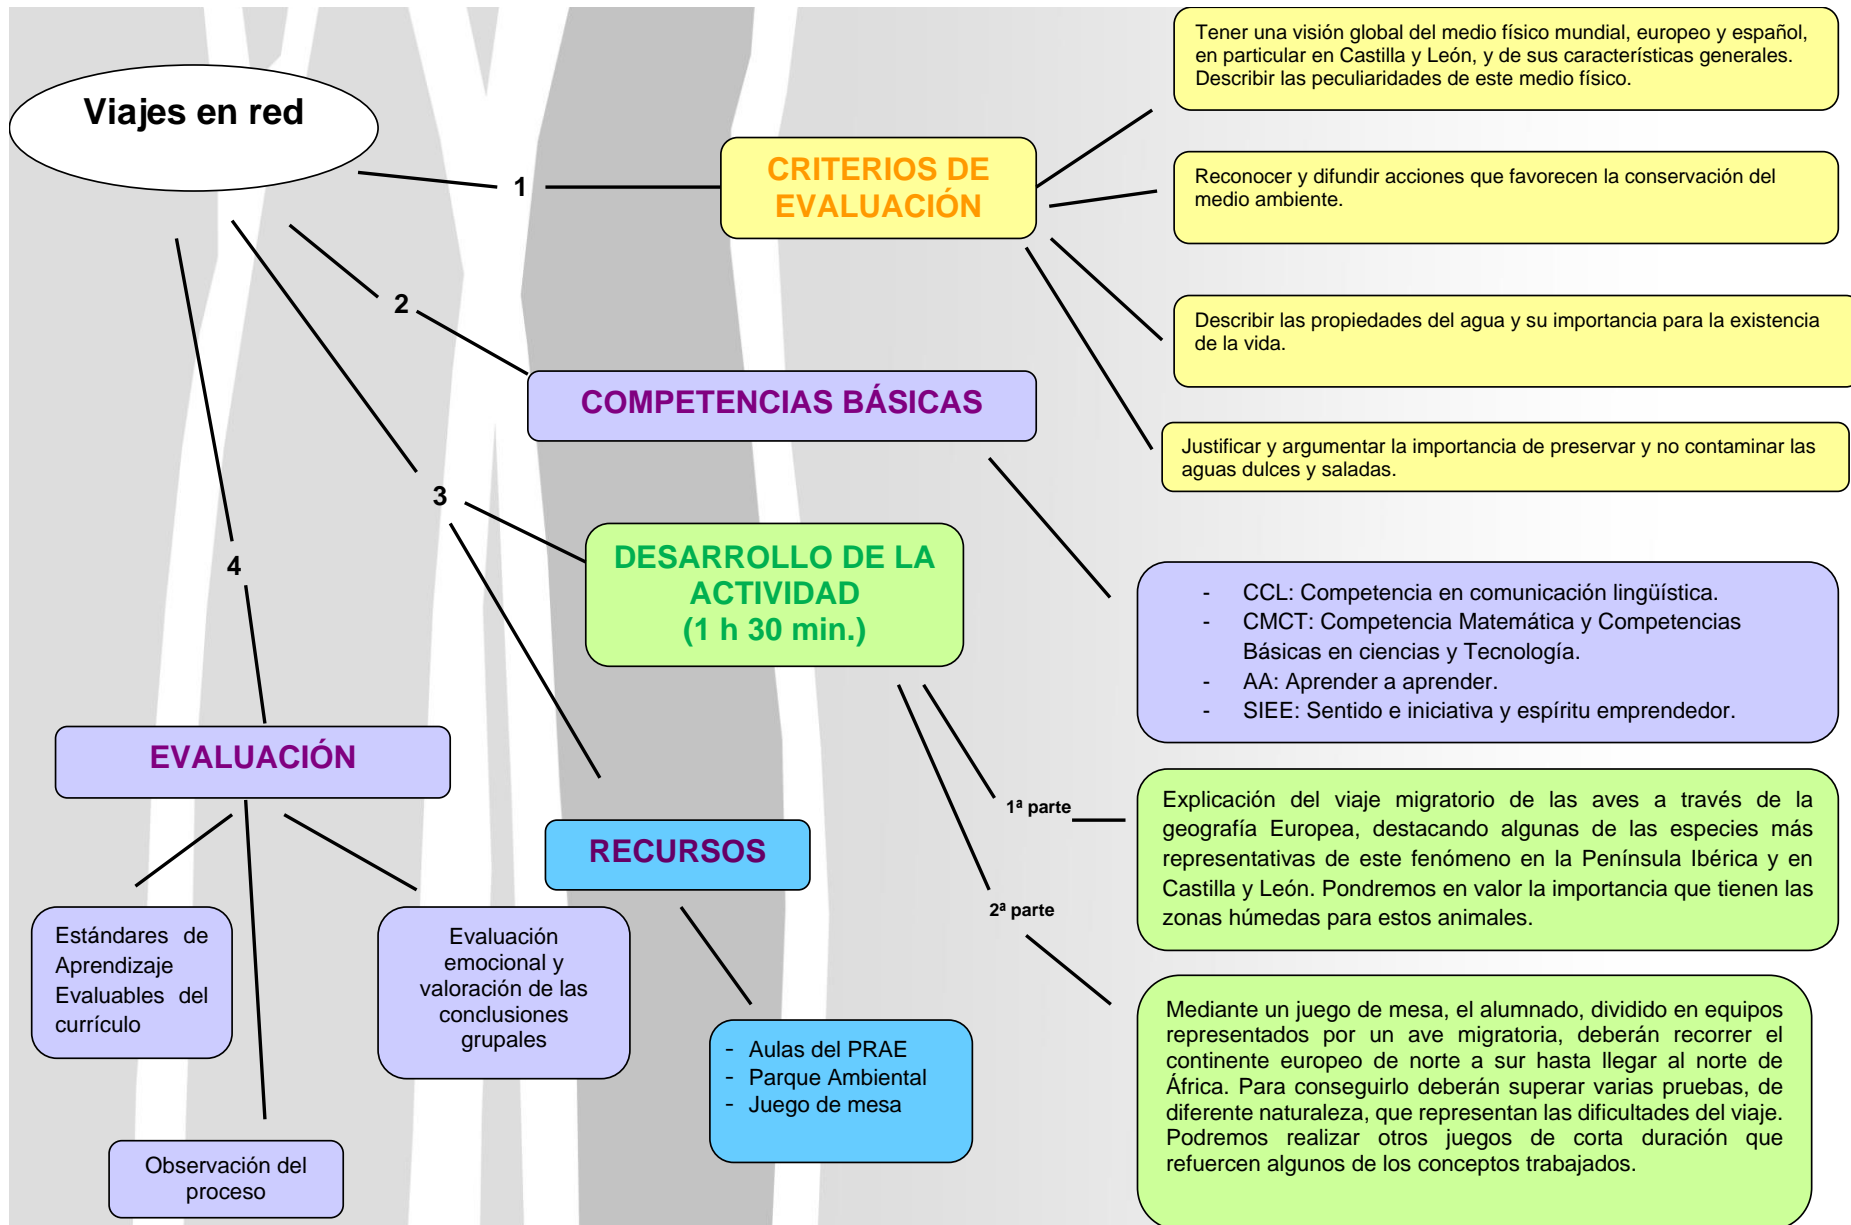 Viajes en red
1
CRITERIOS DE
EVALUACIÓN
Tener una visión global del medio físico mundial, europeo y español,
en particular en Castilla y León, y de sus características generales.
Describir las peculiaridades de este medio físico.
Reconocer y difundir acciones que favorecen la conservación del
medio ambiente.
Describir las propiedades del agua y su importancia para la existencia
de la vida.
Justificar y argumentar la importancia de preservar y no contaminar las
aguas dulces y saladas.
2
COMPETENCIAS BÁSICAS
- CCL: Competencia en comunicación lingüística.
- CMCT: Competencia Matemática y Competencias
Básicas en ciencias y Tecnología.
- AA: Aprender a aprender.
- SIEE: Sentido e iniciativa y espíritu emprendedor.
3
DESARROLLO DE LA
ACTIVIDAD
(1 h 30 min.)
1ª parte
Explicación del viaje migratorio de las aves a través de la
geografía Europea, destacando algunas de las especies más
representativas de este fenómeno en la Península Ibérica y en
Castilla y León. Pondremos en valor la importancia que tienen las
zonas húmedas para estos animales.
2ª parte
Mediante un juego de mesa, el alumnado, dividido en equipos
representados por un ave migratoria, deberán recorrer el
continente europeo de norte a sur hasta llegar al norte de
África. Para conseguirlo deberán superar varias pruebas, de
diferente naturaleza, que representan las dificultades del viaje.
Podremos realizar otros juegos de corta duración que
refuercen algunos de los conceptos trabajados.
RECURSOS
- Aulas del PRAE
- Parque Ambiental
- Juego de mesa
4
EVALUACIÓN
Estándares de
Aprendizaje
Evaluables del
currículo
Evaluación
emocional y
valoración de las
conclusiones
grupales
Observación del
proceso